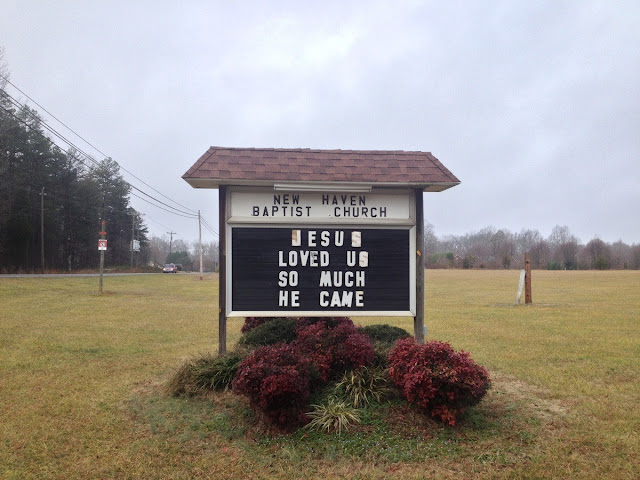 NEW HAVEN
BAPTIST CHURCH
JESUS
LOVED US
SO MUCH
HE CAME